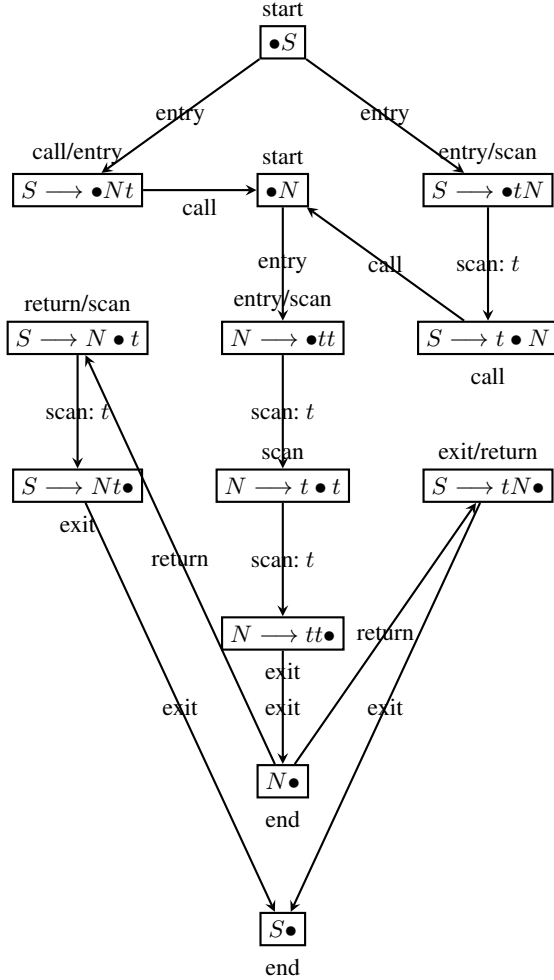 start
●S
entry entry
call/entry start entry/scan
S ⟶ ●Nt ●N S ⟶ ●tN
call
entry call scan: t
return/scan entry/scan
S ⟶ N ● t N ⟶ ●tt S ⟶ t ● N
call
scan: t scan: t
scan exit/return
S ⟶ Nt● N ⟶ t ● t S ⟶ tN●
exit
return scan: t
N ⟶ tt● return
exit
exit exit exit
N●
end
S●
end